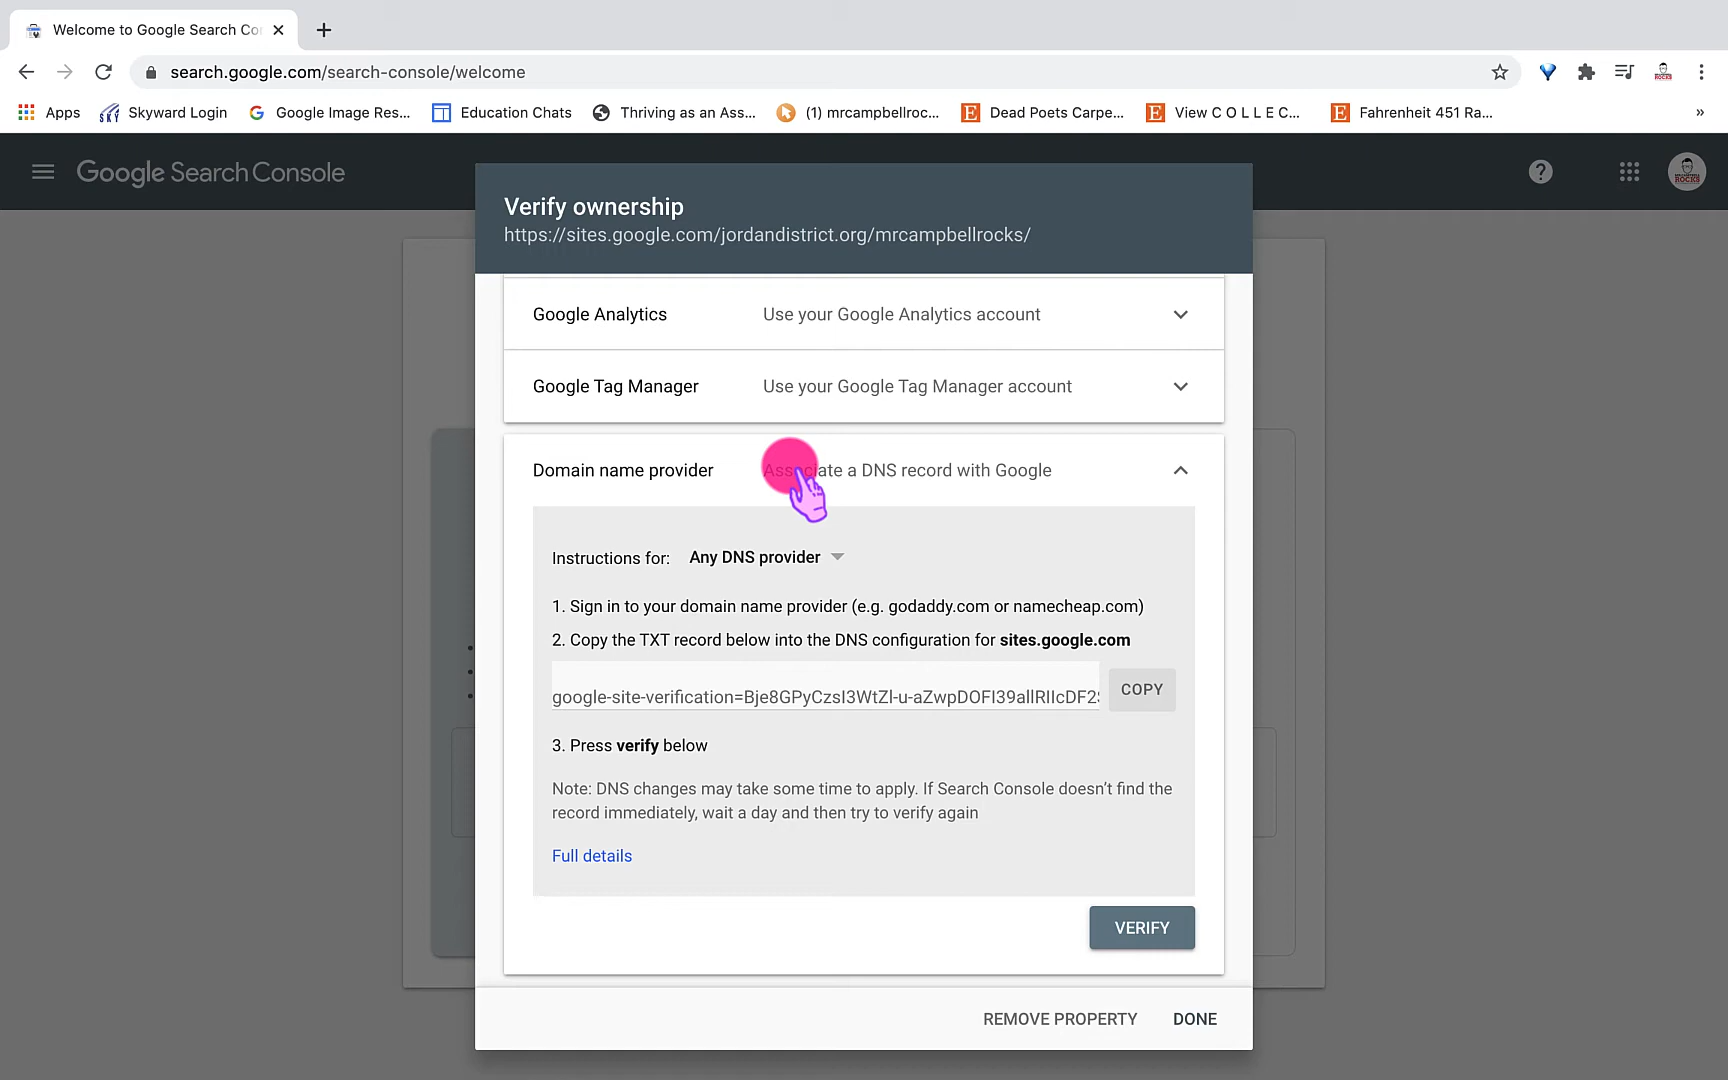 Welcome to Google Search Co
search.google.com/search-console/welcome
Apps
Skyward Login
Google Image Res...
Education Chats
Thriving as an Ass...
(1) mrcampbellroc...
Dead Poets Carpe...
View C O L L E C...
Fahrenheit 451 Ra...
»
Google Search Console
Verify ownership
https://sites.google.com/jordandistrict.org/mrcampbellrocks/
Google Analytics Use your Google Analytics account
Google Tag Manager Use your Google Tag Manager account
Domain name provider Associate a DNS record with Google
Instructions for: Any DNS provider
1. Sign in to your domain name provider (e.g. godaddy.com or namecheap.com)
2. Copy the TXT record below into the DNS configuration for sites.google.com
google-site-verification=Bje8GPyCzsI3WtZl-u-aZwpDOFI39allRIIcDF2S
COPY
3. Press verify below
Note: DNS changes may take some time to apply. If Search Console doesn't find the
record immediately, wait a day and then try to verify again
Full details
VERIFY
REMOVE PROPERTY
DONE